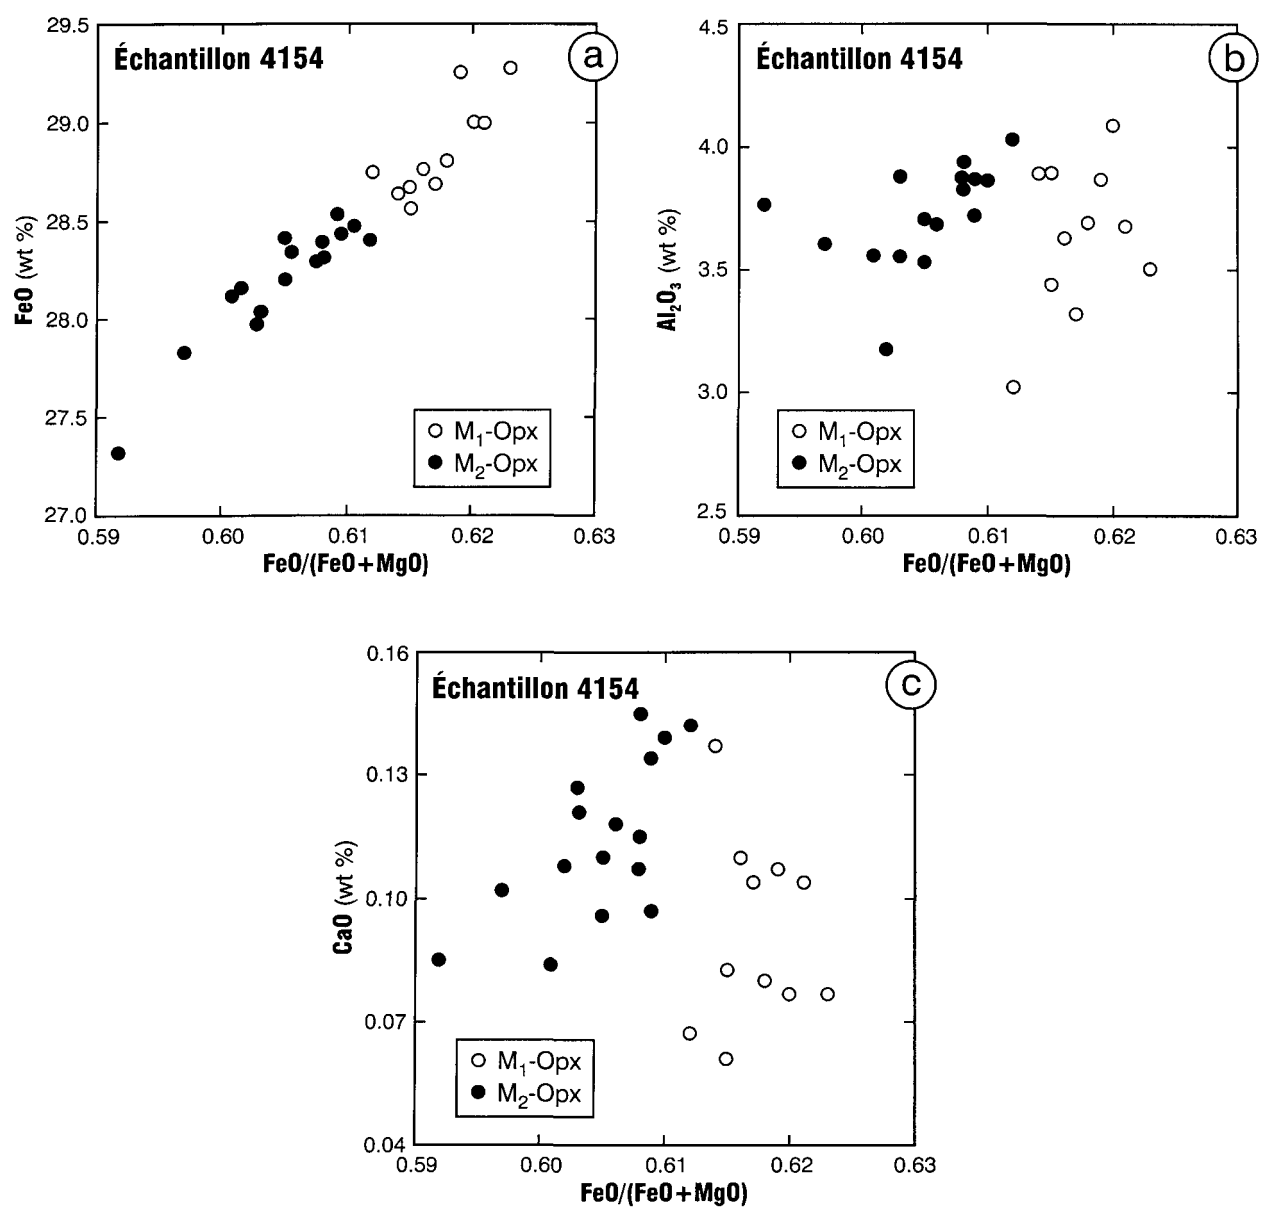 Échantillon 4154
a
29.5
29.0
28.5
28.0
27.5
27.0
FeO (wt %)
M₁-Opx
M₂-Opx
0.59 0.60 0.61 0.62 0.63
FeO/(FeO+MgO)
Échantillon 4154
b
4.5
4.0
3.5
3.0
2.5
Al₂O₃ (wt %)
M₁-Opx
M₂-Opx
0.59 0.60 0.61 0.62 0.63
FeO/(FeO+MgO)
Échantillon 4154
c
0.16
0.13
0.10
0.07
0.04
CaO (wt %)
M₁-Opx
M₂-Opx
0.59 0.60 0.61 0.62 0.63
FeO/(FeO+MgO)